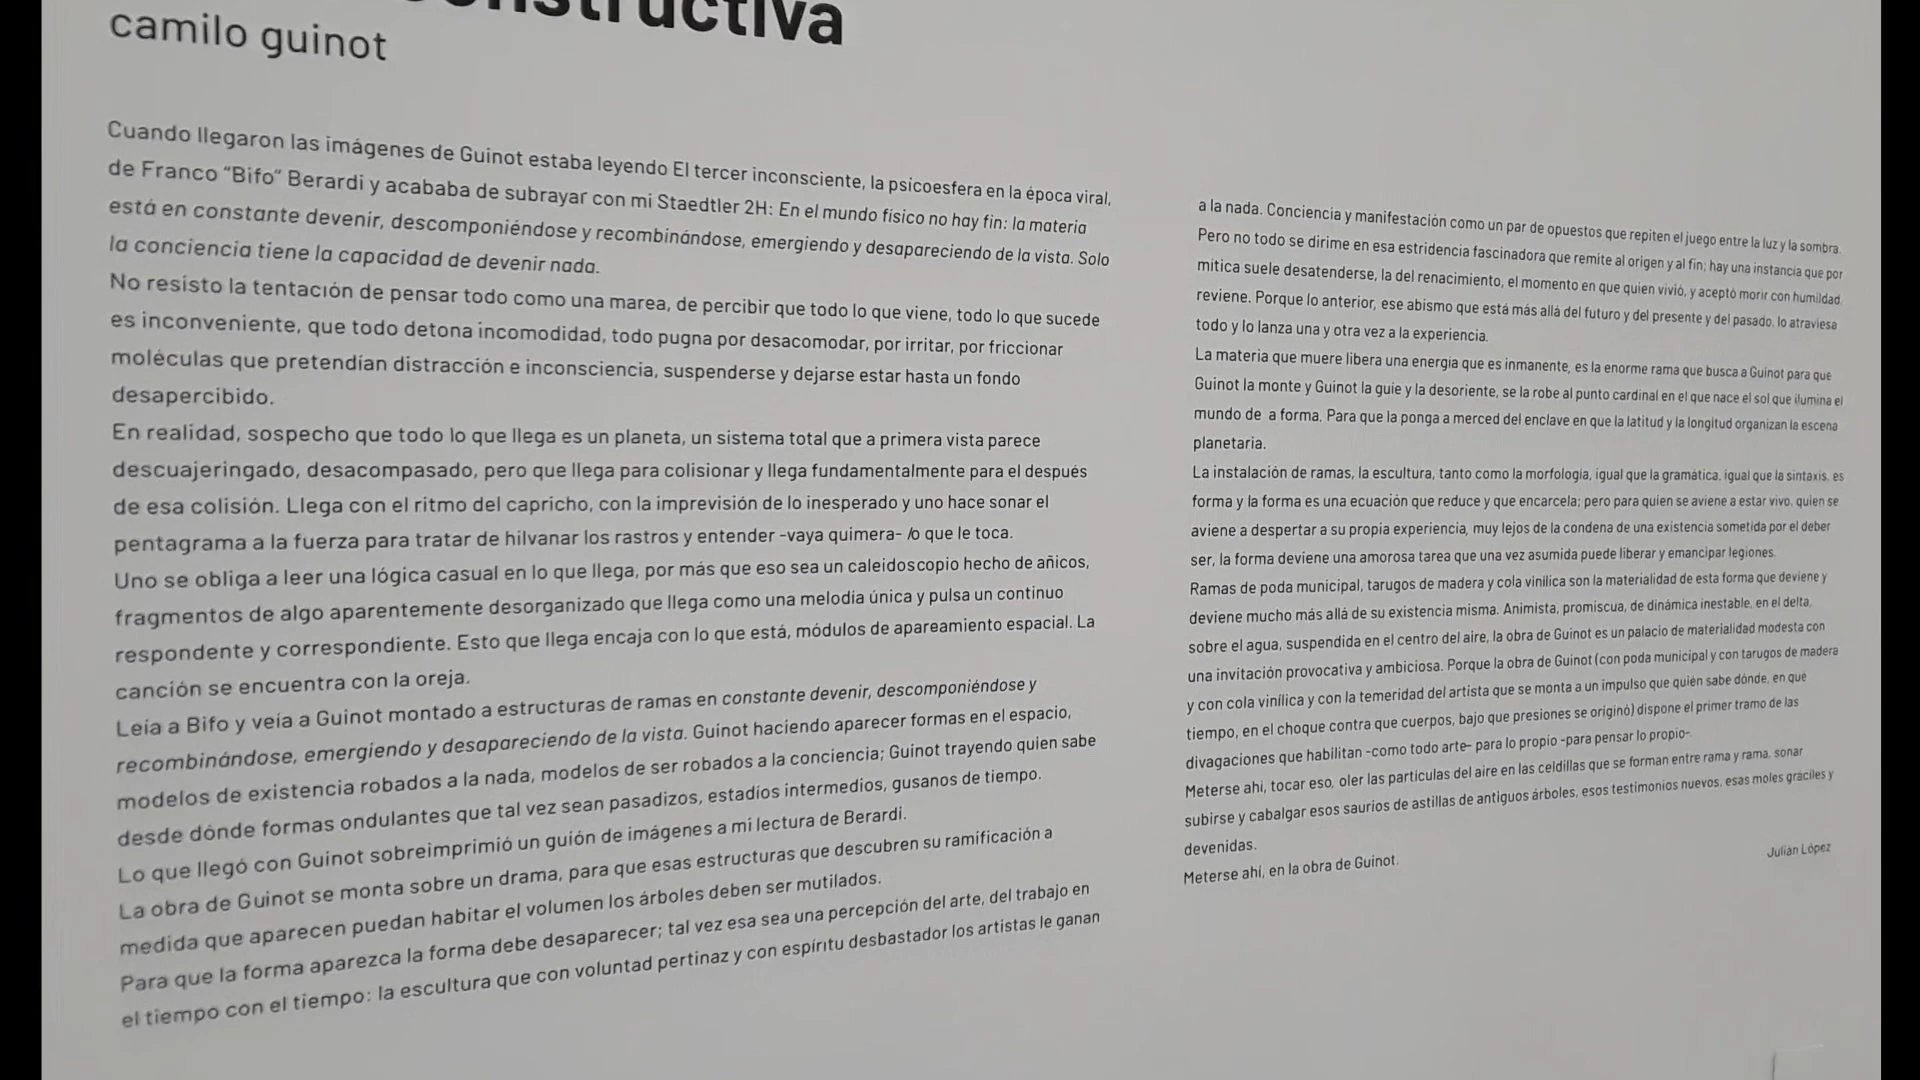 camilo guinot
Cuando llegaron las imágenes de Guinot estaba leyendo El tercer inconsciente, la psicoesfera en la época viral,
de Franco “Bifo” Berardi y acababa de subrayar con mi Staedtler 2H: En el mundo físico no hay fin: la materia
está en constante devenir, descomponiéndose y recombinándose, emergiendo y desapareciendo de la vista. Solo
la conciencia tiene la capacidad de devenir nada.
No resisto la tentación de pensar todo como una marea, de percibir que todo lo que viene, todo lo que sucede
es inconveniente, que todo detona incomodidad, todo pugna por desacomodar, por irritar, por friccionar
moléculas que pretendían distracción e inconsciencia, suspenderse y dejarse estar hasta un fondo
desapercibido.
En realidad, sospecho que todo lo que llega es un planeta, un sistema total que a primera vista parece
descuajeringado, desacompasado, pero que llega para colisionar y llega fundamentalmente para el después
de esa colisión. Llega con el ritmo del capricho, con la imprevisión de lo inesperado y uno hace sonar el
pentagrama a la fuerza para tratar de hilvanar los rastros y entender -vaya quimera- lo que le toca.
Uno se obliga a leer una lógica casual en lo que llega, por más que eso sea un caleidoscopio hecho de añicos,
fragmentos de algo aparentemente desorganizado que llega como una melodía única y pulsa un continuo
respondente y correspondiente. Esto que llega encaja con lo que está, módulos de apareamiento espacial. La
canción se encuentra con la oreja.
Leía a Bifo y veía a Guinot montado a estructuras de ramas en constante devenir, descomponiéndose y
recombinándose, emergiendo y desapareciendo de la vista. Guinot haciendo aparecer formas en el espacio,
modelos de existencia robados a la nada, modelos de ser robados a la conciencia; Guinot trayendo quien sabe
desde dónde formas ondulantes que tal vez sean pasadizos, estadíos intermedios, gusanos de tiempo.
Lo que llegó con Guinot sobreimprimió un guión de imágenes a mi lectura de Berardi.
La obra de Guinot se monta sobre un drama, para que esas estructuras que descubren su ramificación a
medida que aparecen puedan habitar el volumen los árboles deben ser mutilados.
Para que la forma aparezca la forma debe desaparecer; tal vez esa sea una percepción del arte, del trabajo en
el tiempo con el tiempo: la escultura que con voluntad pertinaz y con espíritu desbastador los artistas le ganan
a la nada. Conciencia y manifestación como un par de opuestos que repiten el juego entre la luz y la sombra.
Pero no todo se dirime en esa estridencia fascinadora que remite al origen y al fin; hay una instancia que por
mítica suele desatenderse, la del renacimiento, el momento en que quien vivió, y aceptó morir con humildad,
reviene. Porque lo anterior, ese abismo que está más allá del futuro y del presente y del pasado, lo atraviesa
todo y lo lanza una y otra vez a la experiencia.
La materia que muere libera una energía que es inmanente, es la enorme rama que busca a Guinot para que
Guinot la monte y Guinot la guíe y la desoriente, se la robe al punto cardinal en el que nace el sol que ilumina el
mundo de a forma. Para que la ponga a merced del enclave en que la latitud y la longitud organizan la escena
planetaria.
La instalación de ramas, la escultura, tanto como la morfología, igual que la gramática, igual que la sintaxis, es
forma y la forma es una ecuación que reduce y que encarcela; pero para quien se aviene a estar vivo, quien se
aviene a despertar a su propia experiencia, muy lejos de la condena de una existencia sometida por el deber
ser, la forma deviene una amorosa tarea que una vez asumida puede liberar y emancipar legiones.
Ramas de poda municipal, tarugos de madera y cola vinílica son la materialidad de esta forma que deviene y
deviene mucho más allá de su existencia misma. Animista, promiscua, de dinámica inestable, en el delta,
sobre el agua, suspendida en el centro del aire, la obra de Guinot es un palacio de materialidad modesta con
una invitación provocativa y ambiciosa. Porque la obra de Guinot (con poda municipal y con tarugos de madera
y con cola vinílica y con la temeridad del artista que se monta a un impulso que quién sabe dónde, en que
tiempo, en el choque contra que cuerpos, bajo que presiones se originó) dispone el primer tramo de las
divagaciones que habilitan -como todo arte- para lo propio -para pensar lo propio-.
Meterse ahí, tocar eso, oler las partículas del aire en las celdillas que se forman entre rama y rama, sonar
subirse y cabalgar esos saurios de astillas de antiguos árboles, esos testimonios nuevos, esas moles gráciles y
devenidas.
Meterse ahí, en la obra de Guinot.
Julián López